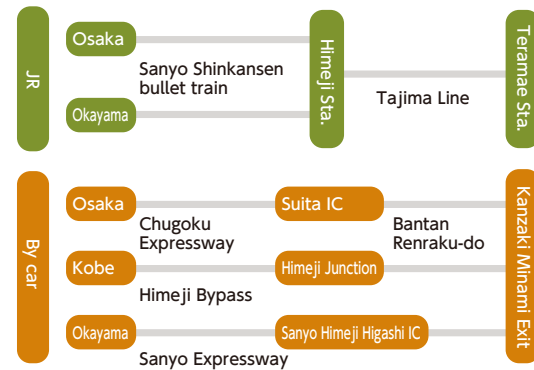 JR
Osaka
Sanyo Shinkansen
bullet train
Okayama
Himeji Sta.
Tajima Line
Teramae Sta.
By car
Osaka
Chugoku
Expressway
Suita IC
Bantan
Renraku-do
Kobe
Himeji Bypass
Himeji Junction
Okayama
Sanyo Expressway
Sanyo Himeji Higashi IC
Kanzaki Minami Exit